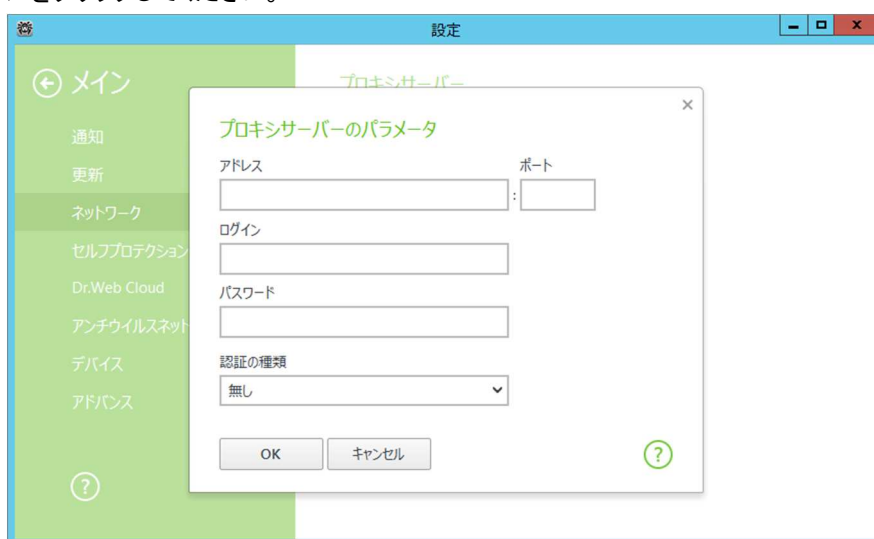 をクリックしてください。
設定
メイン
プロキシサーバー
通知
更新
ネットワーク
セルフプロテクション
Dr.Web Cloud
アンチウイルスネット
デバイス
アドバンス
?
×
プロキシサーバーのパラメータ
アドレス
ポート
:
ログイン
パスワード
認証の種類
無し
OK
キャンセル
?